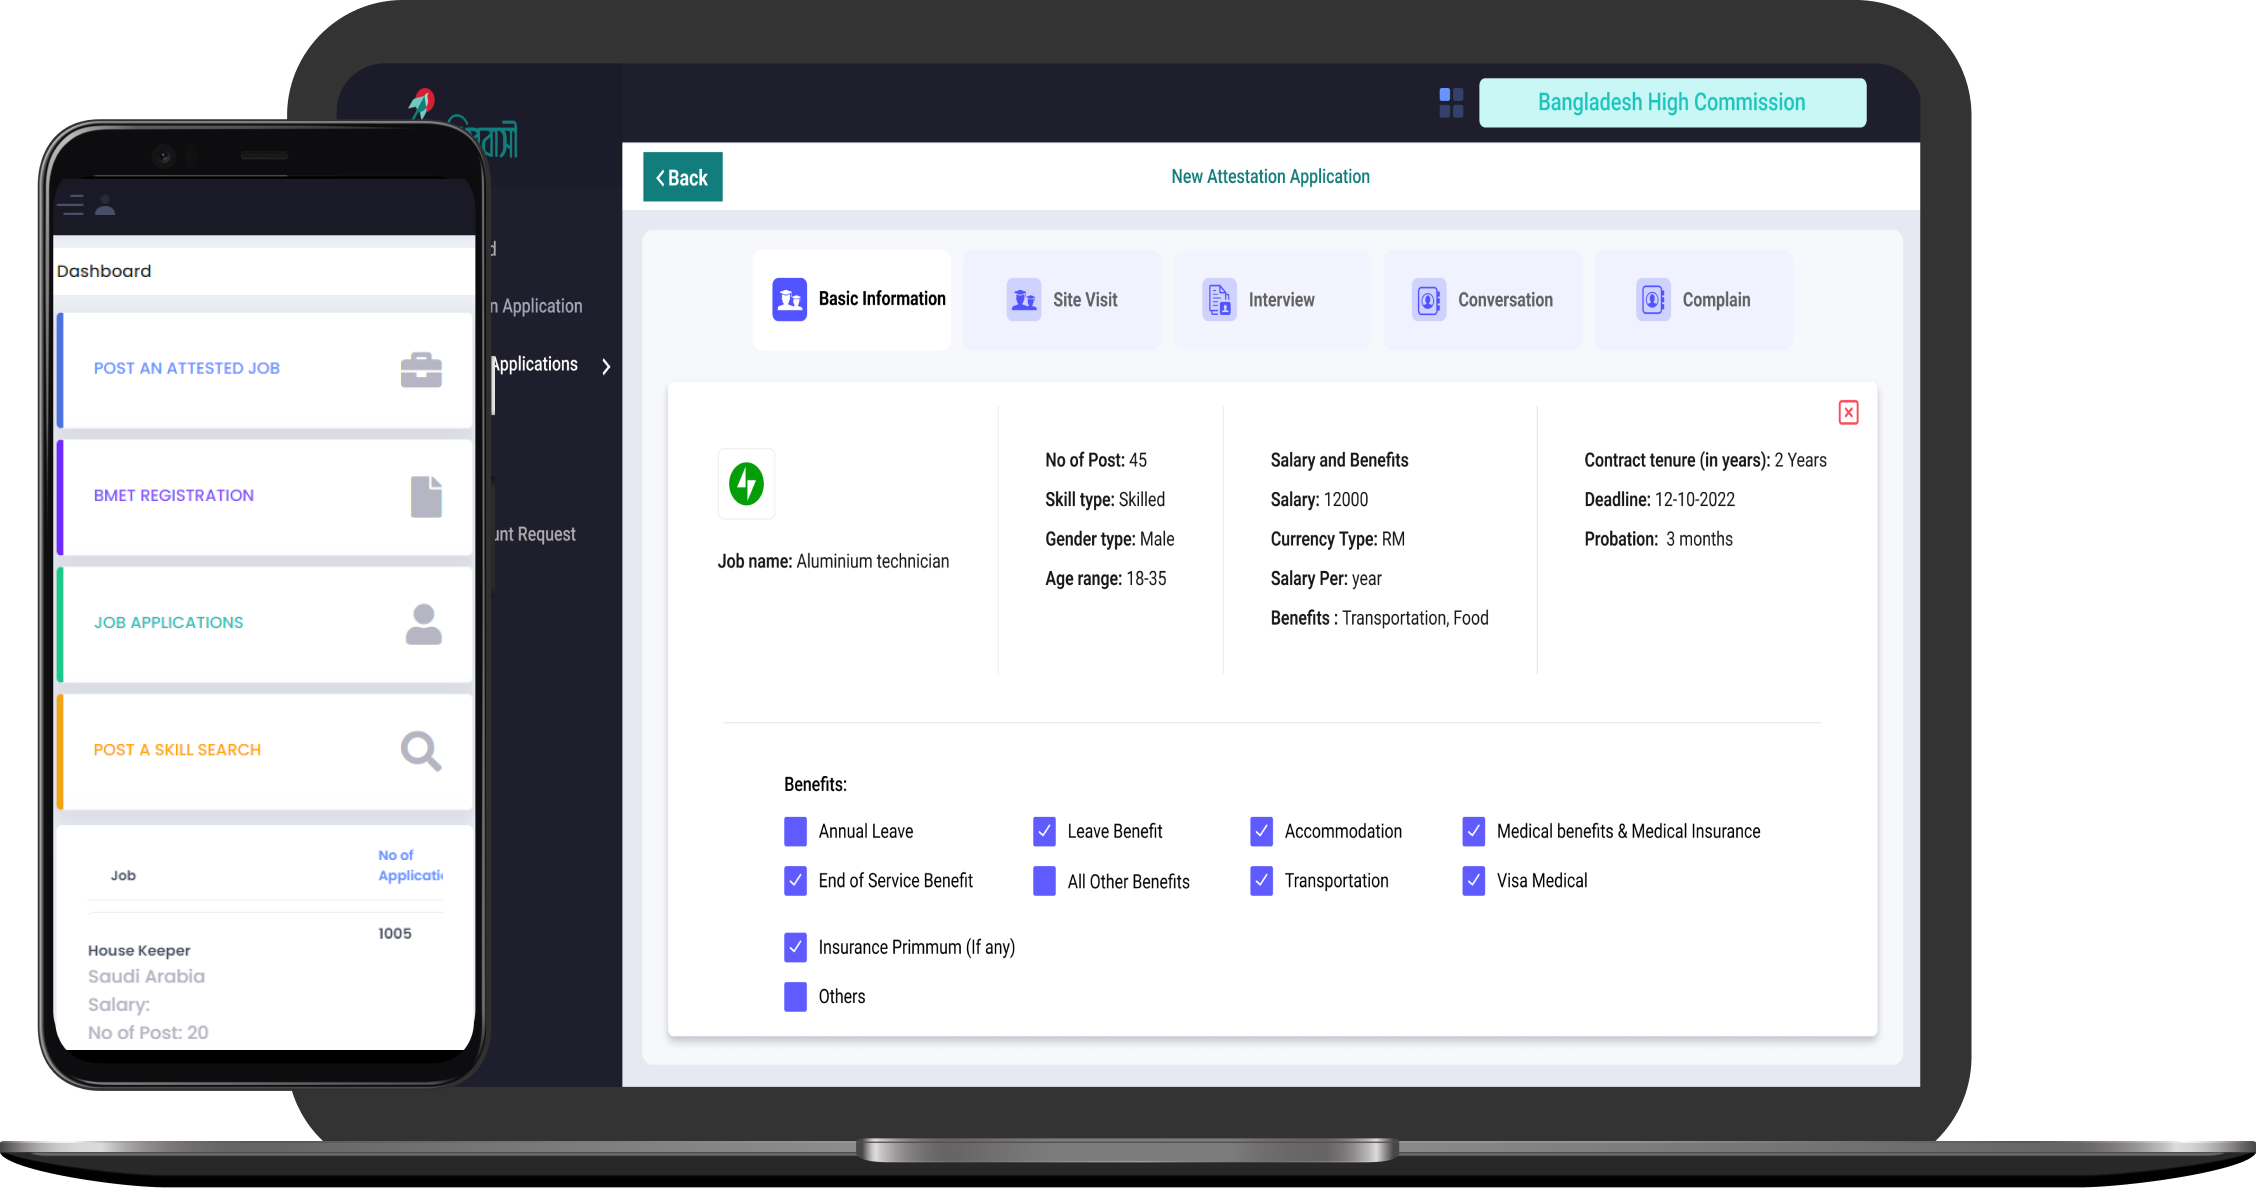 Bangladesh High Commission
Back
New Attestation Application
Application
Applications
Request
Basic Information
Site Visit
Interview
Conversation
Complain
Job name: Aluminium technician
No of Post: 45
Skill type: Skilled
Gender type: Male
Age range: 18-35
Salary and Benefits
Salary: 12000
Currency Type: RM
Salary Per: year
Benefits : Transportation, Food
Contract tenure (in years): 2 Years
Deadline: 12-10-2022
Probation: 3 months
Benefits:
Annual Leave
Leave Benefit
Accommodation
Medical benefits & Medical Insurance
End of Service Benefit
All Other Benefits
Transportation
Visa Medical
Insurance Primmum (If any)
Others
Dashboard
POST AN ATTESTED JOB
BMET REGISTRATION
JOB APPLICATIONS
POST A SKILL SEARCH
Job
No of
Applicati
1005
House Keeper
Saudi Arabia
Salary:
No of Post: 20